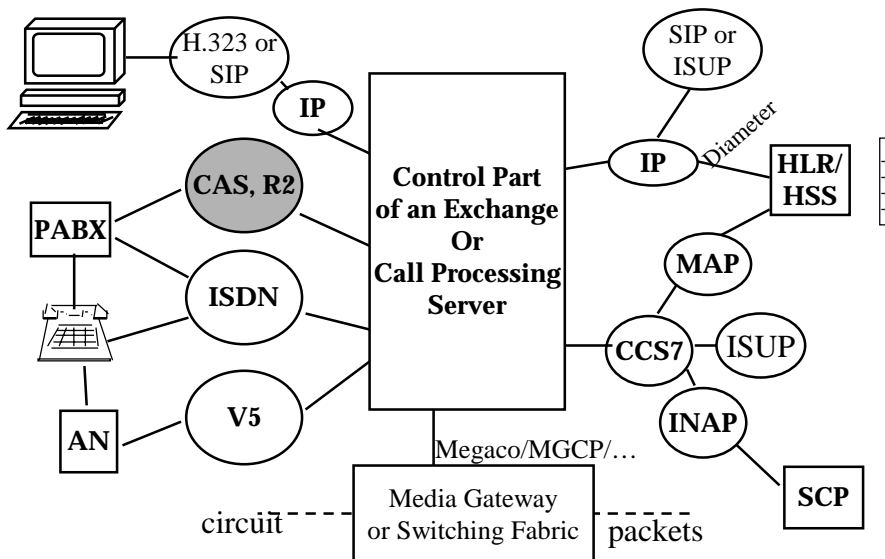 H.323 or
SIP
IP
SIP or
ISUP
Diameter
IP
HLR/
HSS
CAS, R2
Control Part
of an Exchange
Or
Call Processing
Server
PABX
MAP
ISDN
CCS7
ISUP
V5
INAP
AN
Megaco/MGCP/…
SCP
Media Gateway
or Switching Fabric
circuit
packets